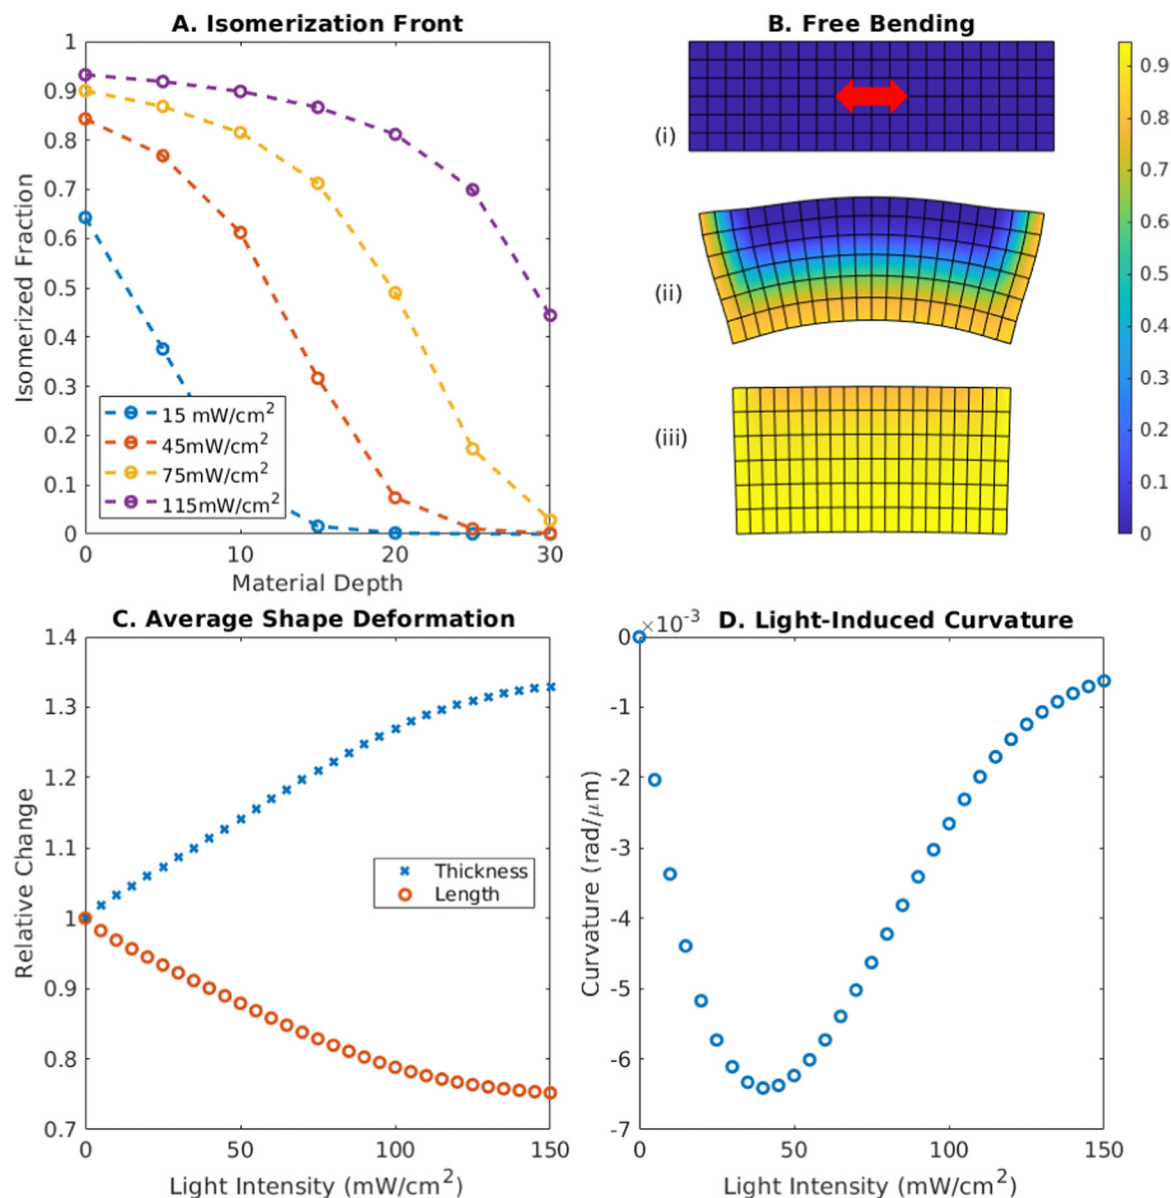 A. Isomerization Front
1
0.9
0.8
0.7
0.6
0.5
0.4
0.3
0.2
0.1
0
Isomerized Fraction
15 mW/cm²
45mW/cm²
75mW/cm²
115mW/cm²
0 10 20 30
Material Depth
B. Free Bending
(i)
(ii)
(iii)
0.9
0.8
0.7
0.6
0.5
0.4
0.3
0.2
0.1
0
C. Average Shape Deformation
1.4
1.3
1.2
1.1
1
0.9
0.8
0.7
Relative Change
Thickness
Length
0 50 100 150
Light Intensity (mW/cm²)
D. Light-Induced Curvature
×10⁻³
0
-1
-2
-3
-4
-5
-6
-7
Curvature (rad/μm)
0 50 100 150
Light Intensity (mW/cm²)